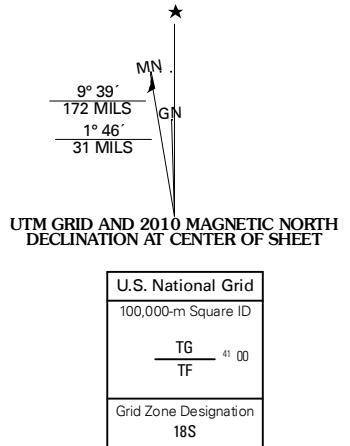 MN
GN
9° 39´
172 MILS
1° 46´
31 MILS
UTM GRID AND 2010 MAGNETIC NORTH
DECLINATION AT CENTER OF SHEET
U.S. National Grid
100,000-m Square ID
TG
41 00
TF
Grid Zone Designation
18S